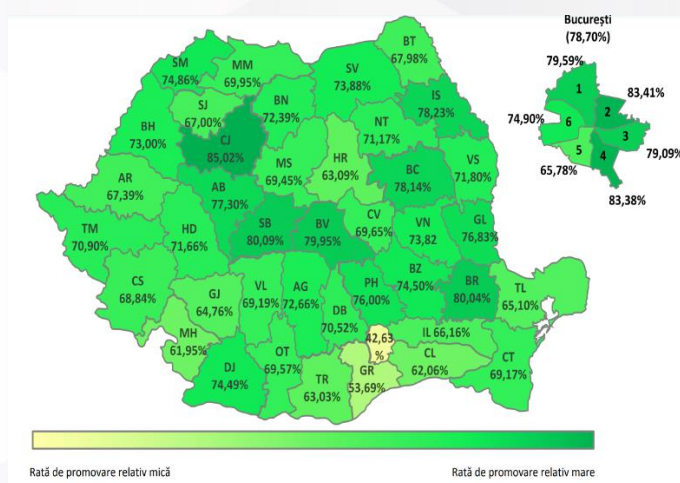 București
(78,70%)
79,59%
83,41%
74,90%
79,09%
65,78%
83,38%
1
2
3
4
5
6
SM
74,86%
MM
69,95%
BT
67,98%
SV
73,88%
IS
78,23%
SJ
67,00%
BN
72,39%
BH
73,00%
CJ
85,02%
NT
71,17%
MS
69,45%
HR
63,09%
BC
78,14%
VS
71,80%
AR
67,39%
AB
77,30%
TM
70,90%
HD
71,66%
SB
80,09%
BV
79,95%
CV
69,65%
VN
73,82
GL
76,83%
CS
68,84%
GJ
64,76%
VL
69,19%
AG
72,66%
PH
76,00%
BZ
74,50%
BR
80,04%
TL
65,10%
DB
70,52%
MH
61,95%
42,63
%
IL 66,16%
DJ
74,49%
OT
69,57%
TR
63,03%
GR
53,69%
CL
62,06%
CT
69,17%
Rată de promovare relativ mică
Rată de promovare relativ mare